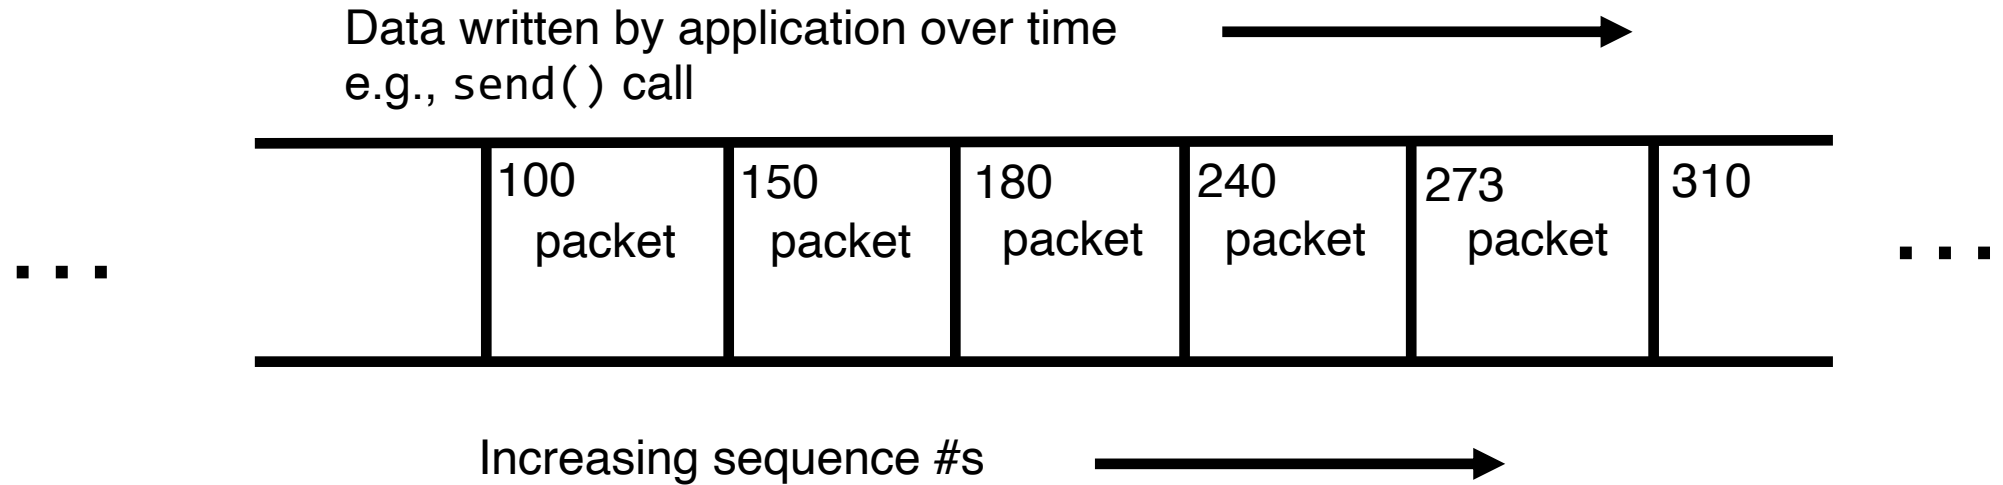 Data written by application over time
e.g., send() call
100 150 180 240 273 310
packet packet packet packet packet
... ...
Increasing sequence #s